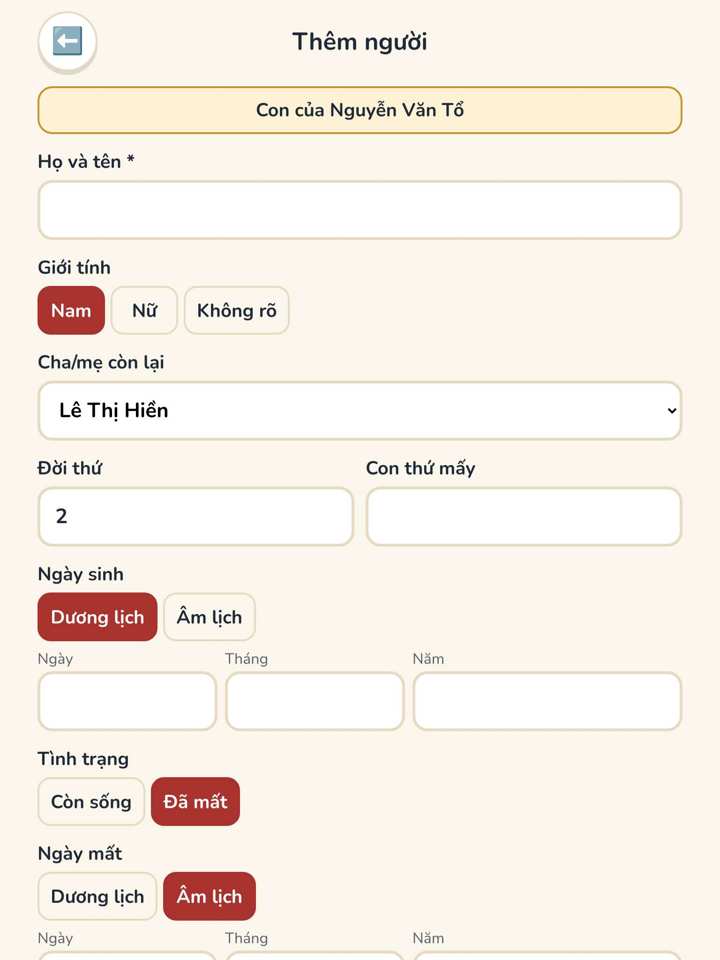 Thêm người
Con của Nguyễn Văn Tổ
Họ và tên *
Giới tính
Nam Nữ Không rõ
Cha/mẹ còn lại
Lê Thị Hiền
Đời thứ Con thứ mấy
2
Ngày sinh
Dương lịch Âm lịch
Ngày Tháng Năm
Tình trạng
Còn sống Đã mất
Ngày mất
Dương lịch Âm lịch
Ngày Tháng Năm